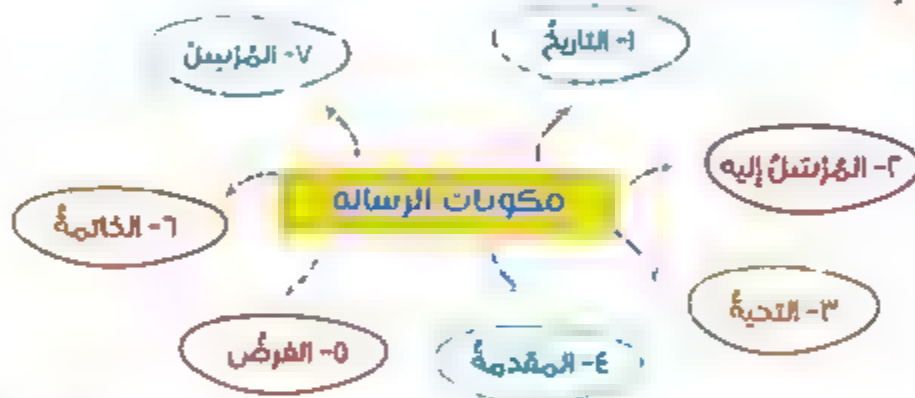 مكونات الرسالة
١- التاريخُ
٢- المُرْسَلُ إليه
٣- التحيةُ
٤- المقدمةُ
٥- الغرضُ
٦- الخاتمةُ
٧- المُرْسِلُ